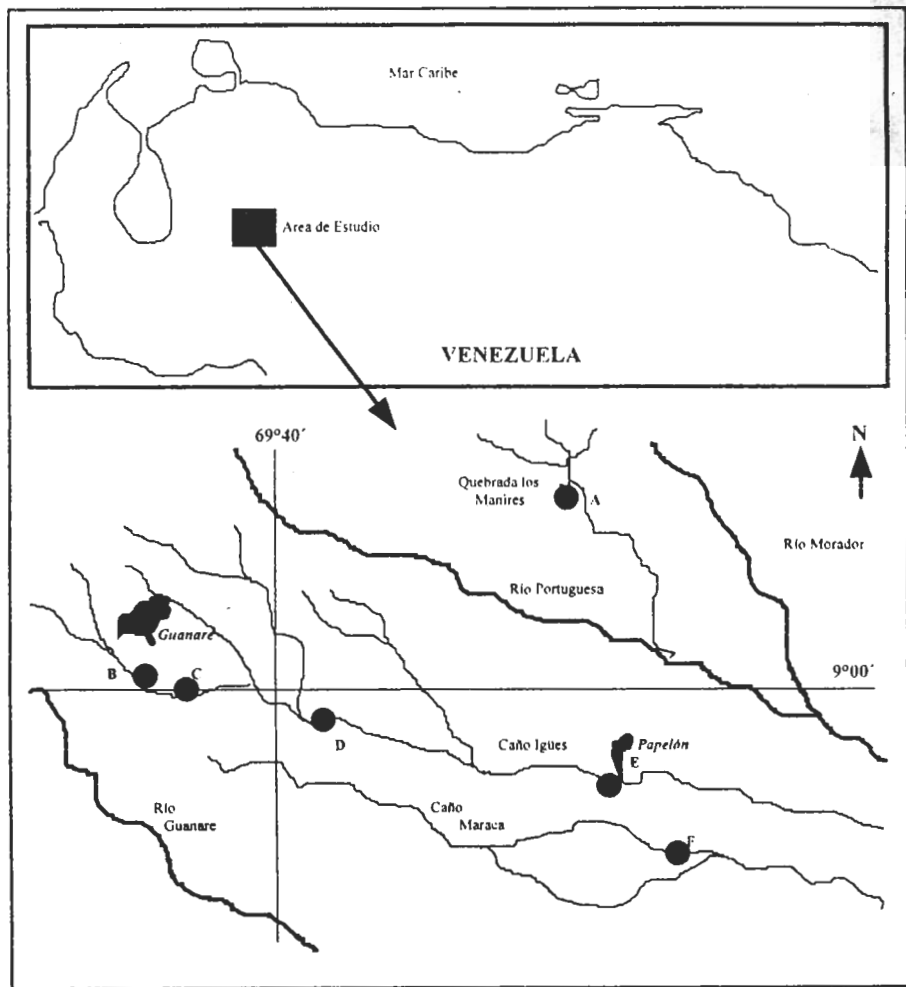 Mar Caribe
Area de Estudio
VENEZUELA
69°40´
N
Quebrada los
Manires
A
Río Morador
Río Portuguesa
Guanare
B
C
9°00´
D
Caño Igües
Papelón
E
Río
Guanare
Caño
Maraca
F